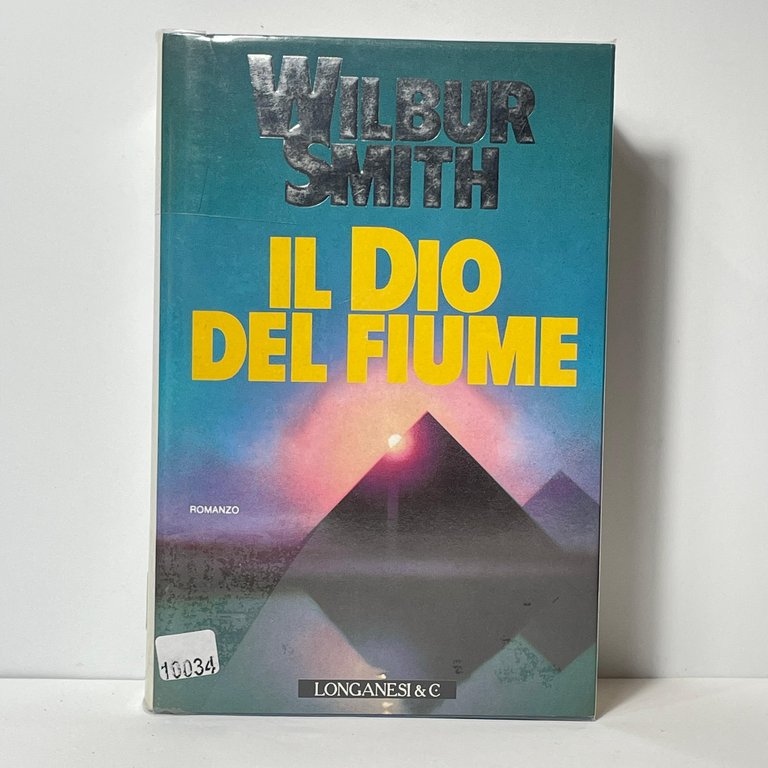 WILBUR
SMITH
IL DIO
DEL FIUME
ROMANZO
10034
LONGANESI & C.